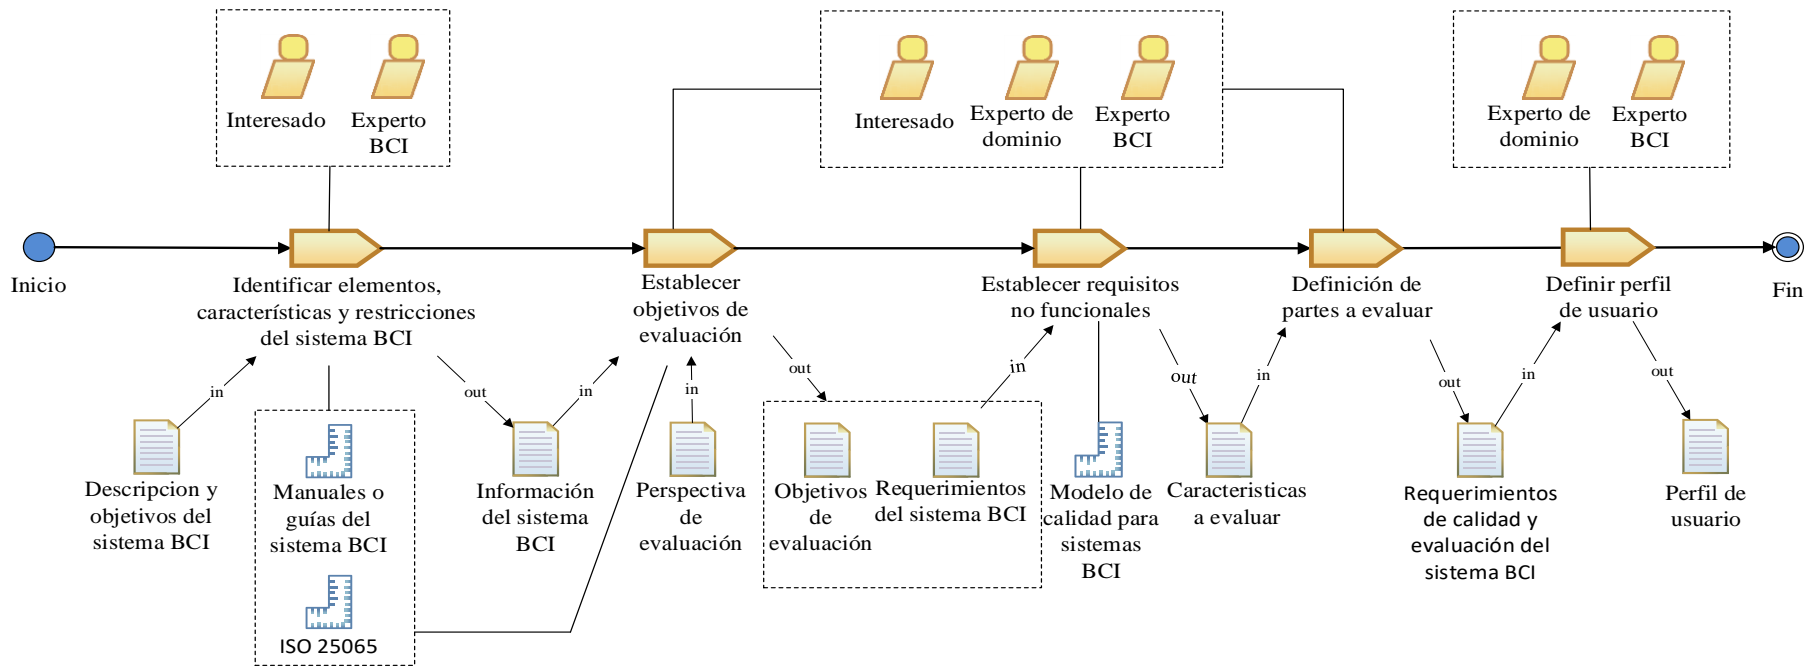 Interesado
Experto
BCI
Interesado
Experto de
dominio
Experto
BCI
Experto de
dominio
Experto
BCI
Inicio
Identificar elementos,
características y restricciones
del sistema BCI
Establecer
objetivos de
evaluación
Establecer requisitos
no funcionales
Definición de
partes a evaluar
Definir perfil
de usuario
Fin
in
out
in
in
out
in
out
in
out
in
out
Descripcion y
objetivos del
sistema BCI
Manuales o
guías del
sistema BCI
ISO 25065
Información
del sistema
BCI
Perspectiva
de
evaluación
Objetivos
de
evaluación
Requerimientos
del sistema BCI
Modelo de
calidad para
sistemas
BCI
Caracteristicas
a evaluar
Requerimientos
de calidad y
evaluación del
sistema BCI
Perfil de
usuario